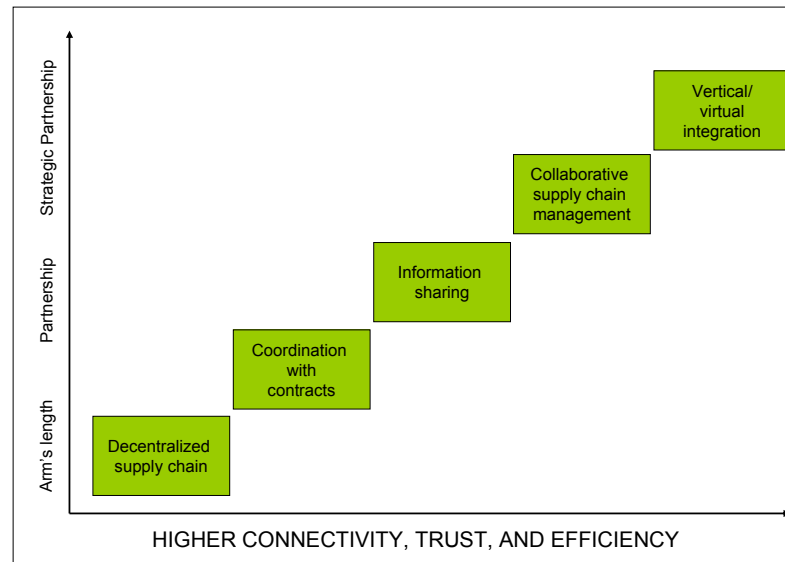 Strategic Partnership
Partnership
Arm's length
Vertical/
virtual
integration
Collaborative
supply chain
management
Information
sharing
Coordination
with
contracts
Decentralized
supply chain
HIGHER CONNECTIVITY, TRUST, AND EFFICIENCY